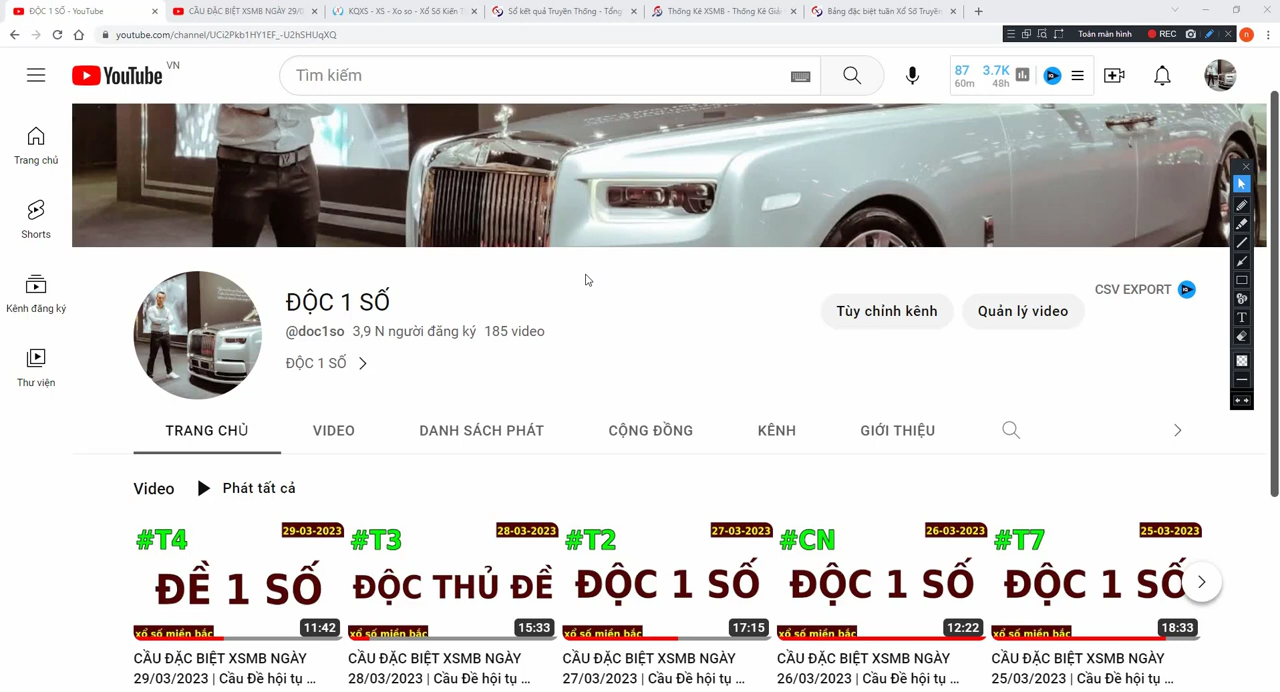 ĐỘC 1 SỐ - YouTube
CẦU ĐẶC BIỆT XSMB NGÀY 29/0
KQXS - XS - Xo so - Xổ Số Kiến T
Sổ kết quả Truyền Thống - Tổng
Thống Kê XSMB - Thống Kê Giải
Bảng đặc biệt tuần Xổ Số Truyền
youtube.com/channel/UCi2Pkb1HY1EF_-U2hSHUqXQ
Toàn màn hình
REC
n
YouTube
VN
Tìm kiếm
87
60m
3.7K
48h
Trang chủ
Shorts
Kênh đăng ký
Thư viện
ĐỘC 1 SỐ
@doc1so 3,9 N người đăng ký 185 video
ĐỘC 1 SỐ
Tùy chỉnh kênh
Quản lý video
CSV EXPORT
TRANG CHỦ
VIDEO
DANH SÁCH PHÁT
CỘNG ĐỒNG
KÊNH
GIỚI THIỆU
Video
Phát tất cả
#T4
29-03-2023
ĐỀ 1 SỐ
xổ số miền bắc
11:42
CẦU ĐẶC BIỆT XSMB NGÀY
29/03/2023 | Cầu Đề hội tụ ...
#T3
28-03-2023
ĐỘC THỦ ĐỀ
xổ số miền bắc
15:33
CẦU ĐẶC BIỆT XSMB NGÀY
28/03/2023 | Cầu Đề hội tụ ...
#T2
27-03-2023
ĐỘC 1 SỐ
xổ số miền bắc
17:15
CẦU ĐẶC BIỆT XSMB NGÀY
27/03/2023 | Cầu Đề hội tụ ...
#CN
26-03-2023
ĐỘC 1 SỐ
xổ số miền bắc
12:22
CẦU ĐẶC BIỆT XSMB NGÀY
26/03/2023 | Cầu Đề hội tụ ...
#T7
25-03-2023
ĐỘC 1 SỐ
xổ số miền bắc
18:33
CẦU ĐẶC BIỆT XSMB NGÀY
25/03/2023 | Cầu Đề hội tụ ...